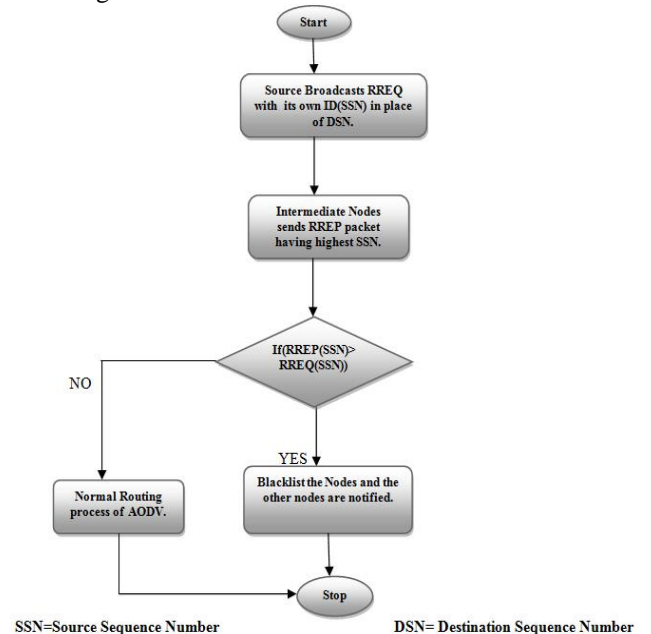 Start
Source Broadcasts RREQ
with its own ID(SSN) in place
of DSN.
Intermediate Nodes
sends RREP packet
having highest SSN.
If(RREP(SSN)>
RREQ(SSN))
NO
YES
Normal Routing
process of AODV.
Blacklist the Nodes and the
other nodes are notified.
Stop
SSN=Source Sequence Number
DSN= Destination Sequence Number